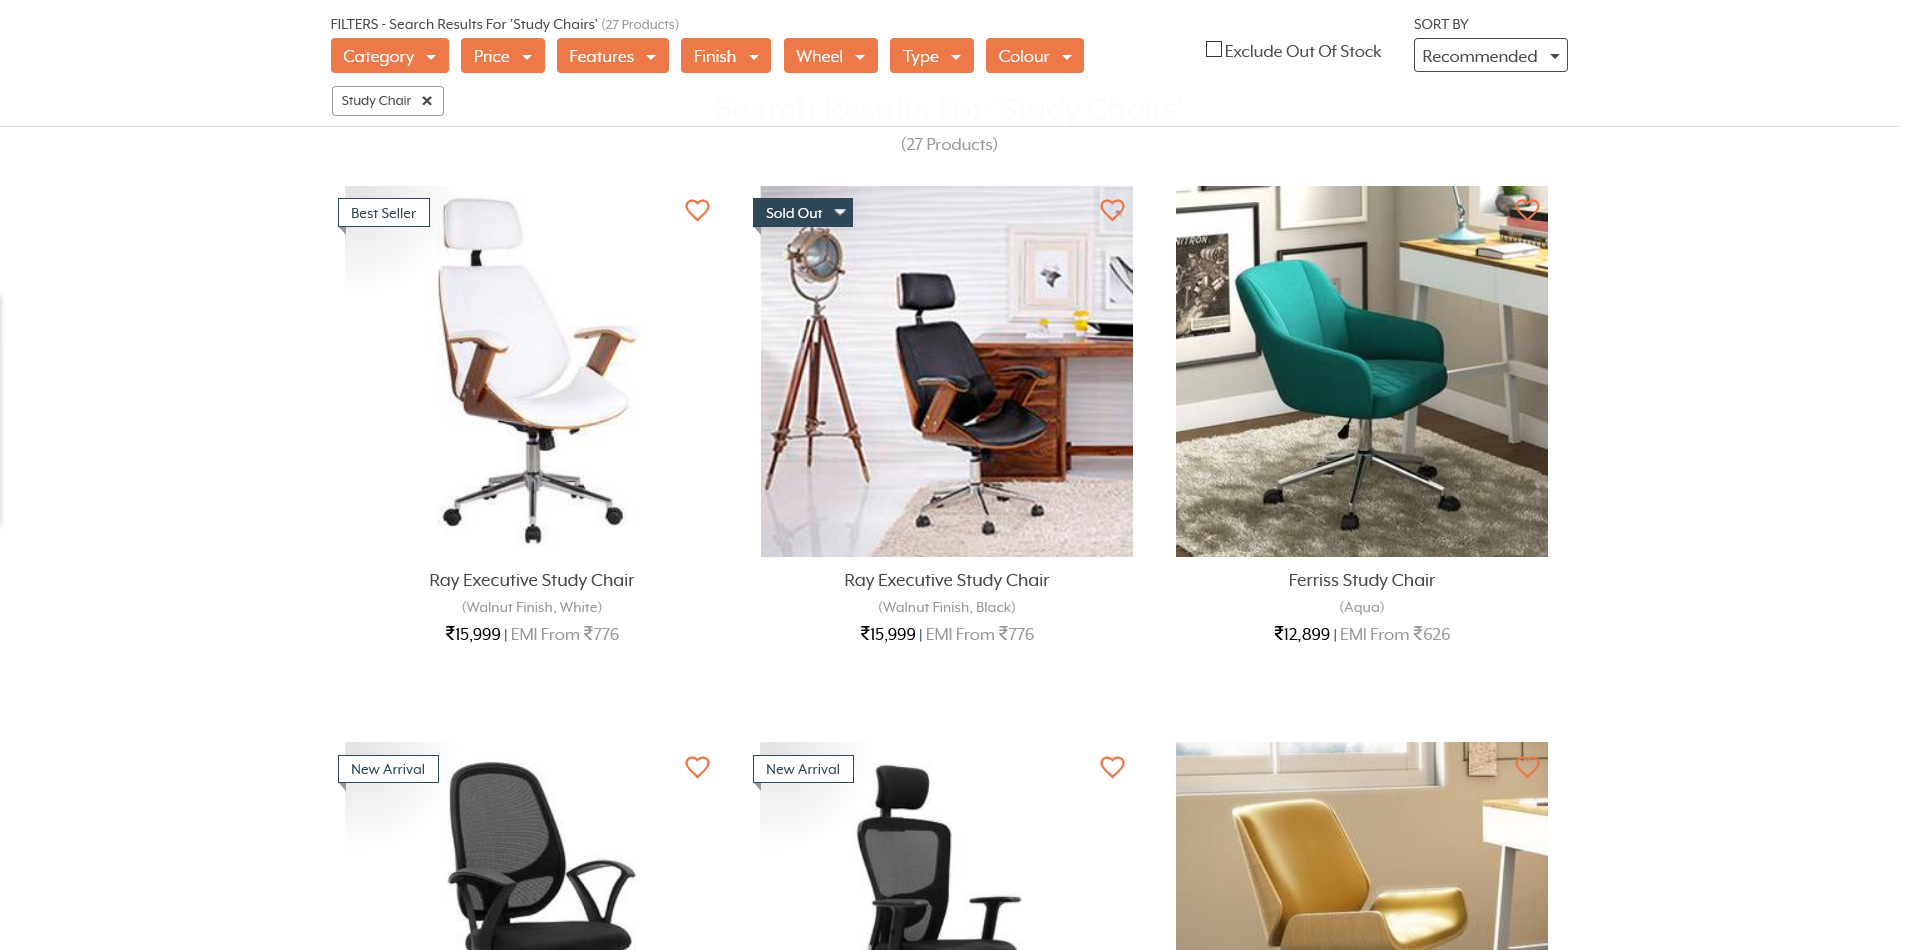 FILTERS - Search Results For 'Study Chairs' (27 Products)
SORT BY
Category
Price
Features
Finish
Wheel
Type
Colour
Exclude Out Of Stock
Recommended
Study Chair ✕
Search Results For 'Study Chairs'
(27 Products)
Best Seller
Sold Out
NITRON.
Ray Executive Study Chair
(Walnut Finish, White)
₹15,999 | EMI From ₹776
Ray Executive Study Chair
(Walnut Finish, Black)
₹15,999 | EMI From ₹776
Ferriss Study Chair
(Aqua)
₹12,899 | EMI From ₹626
New Arrival
New Arrival